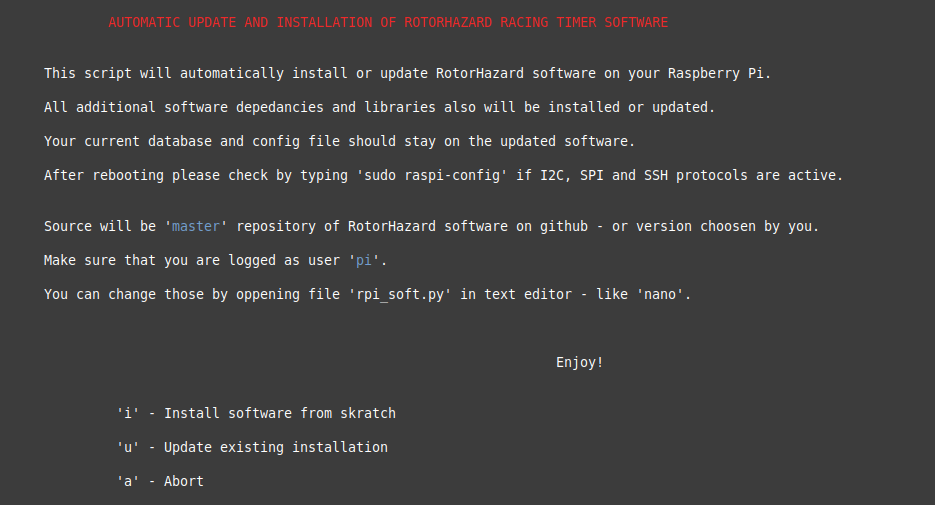 AUTOMATIC UPDATE AND INSTALLATION OF ROTORHAZARD RACING TIMER SOFTWARE
This script will automatically install or update RotorHazard software on your Raspberry Pi.
All additional software depedancies and libraries also will be installed or updated.
Your current database and config file should stay on the updated software.
After rebooting please check by typing 'sudo raspi-config' if I2C, SPI and SSH protocols are active.
Source will be 'master' repository of RotorHazard software on github - or version choosen by you.
Make sure that you are logged as user 'pi'.
You can change those by oppening file 'rpi_soft.py' in text editor - like 'nano'.
Enjoy!
'i' - Install software from skratch
'u' - Update existing installation
'a' - Abort